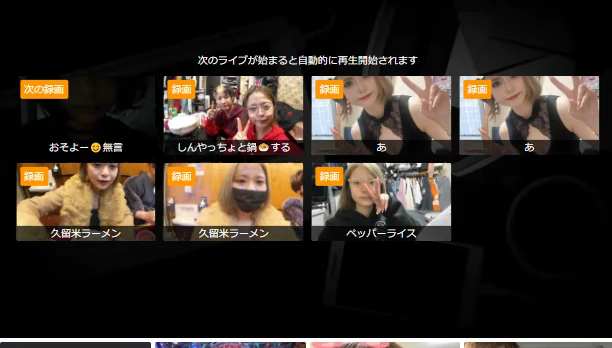 次のライブが始まると自動的に再生開始されます
次の録画
おそよー😊無言
録画
しんやっちょと鍋🍲する
録画
あ
録画
あ
録画
久留米ラーメン
録画
久留米ラーメン
録画
ペッパーライス